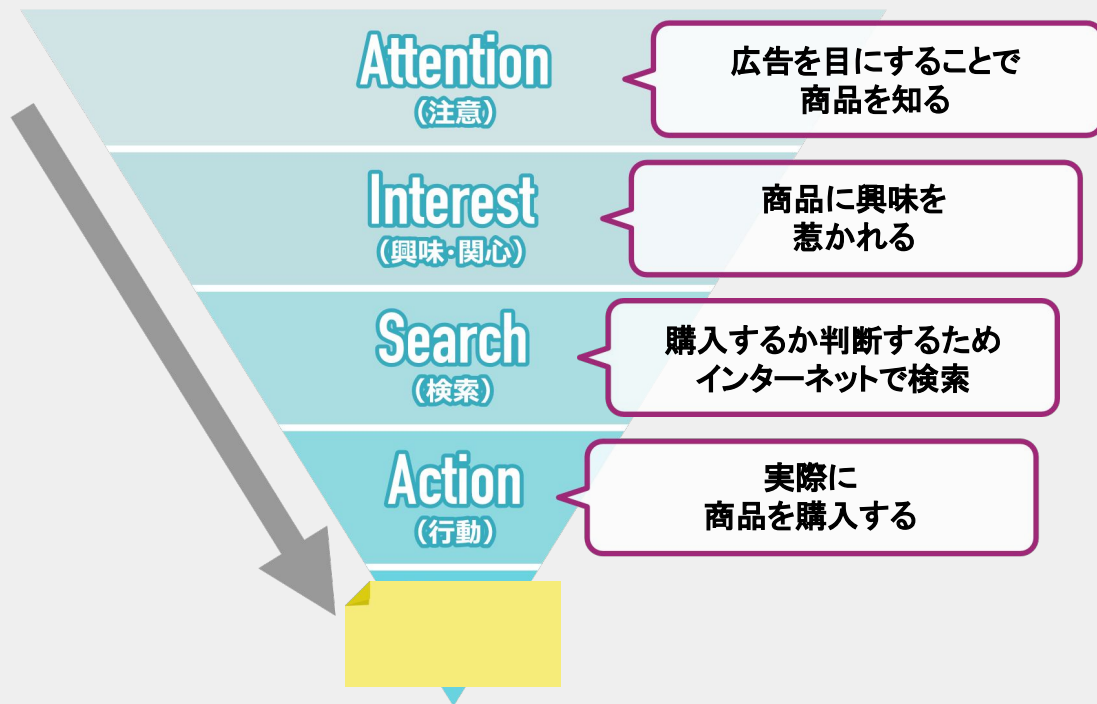 Attention
（注意）
広告を目にすることで
商品を知る
Interest
（興味・関心）
商品に興味を
惹かれる
Search
（検索）
購入するか判断するため
インターネットで検索
Action
（行動）
実際に
商品を購入する